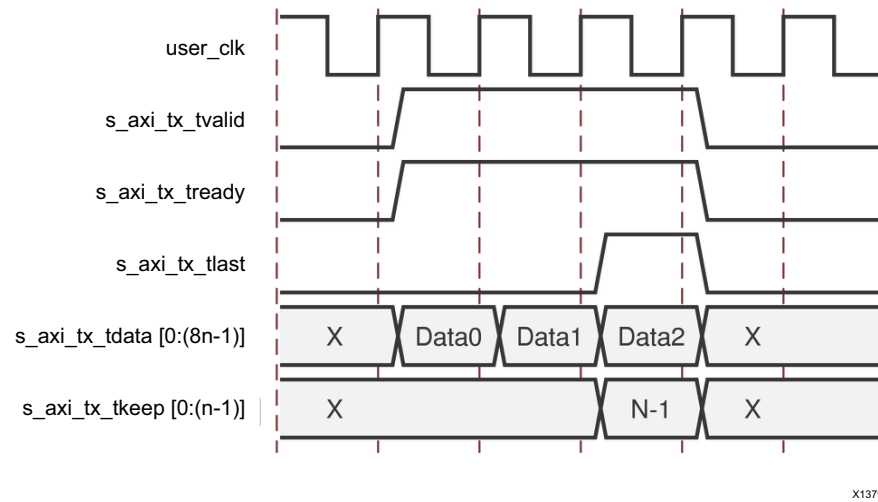 user_clk
s_axi_tx_tvalid
s_axi_tx_tready
s_axi_tx_tlast
s_axi_tx_tdata [0:(8n-1)] X Data0 Data1 Data2 X
s_axi_tx_tkeep [0:(n-1)] X N-1 X
X137